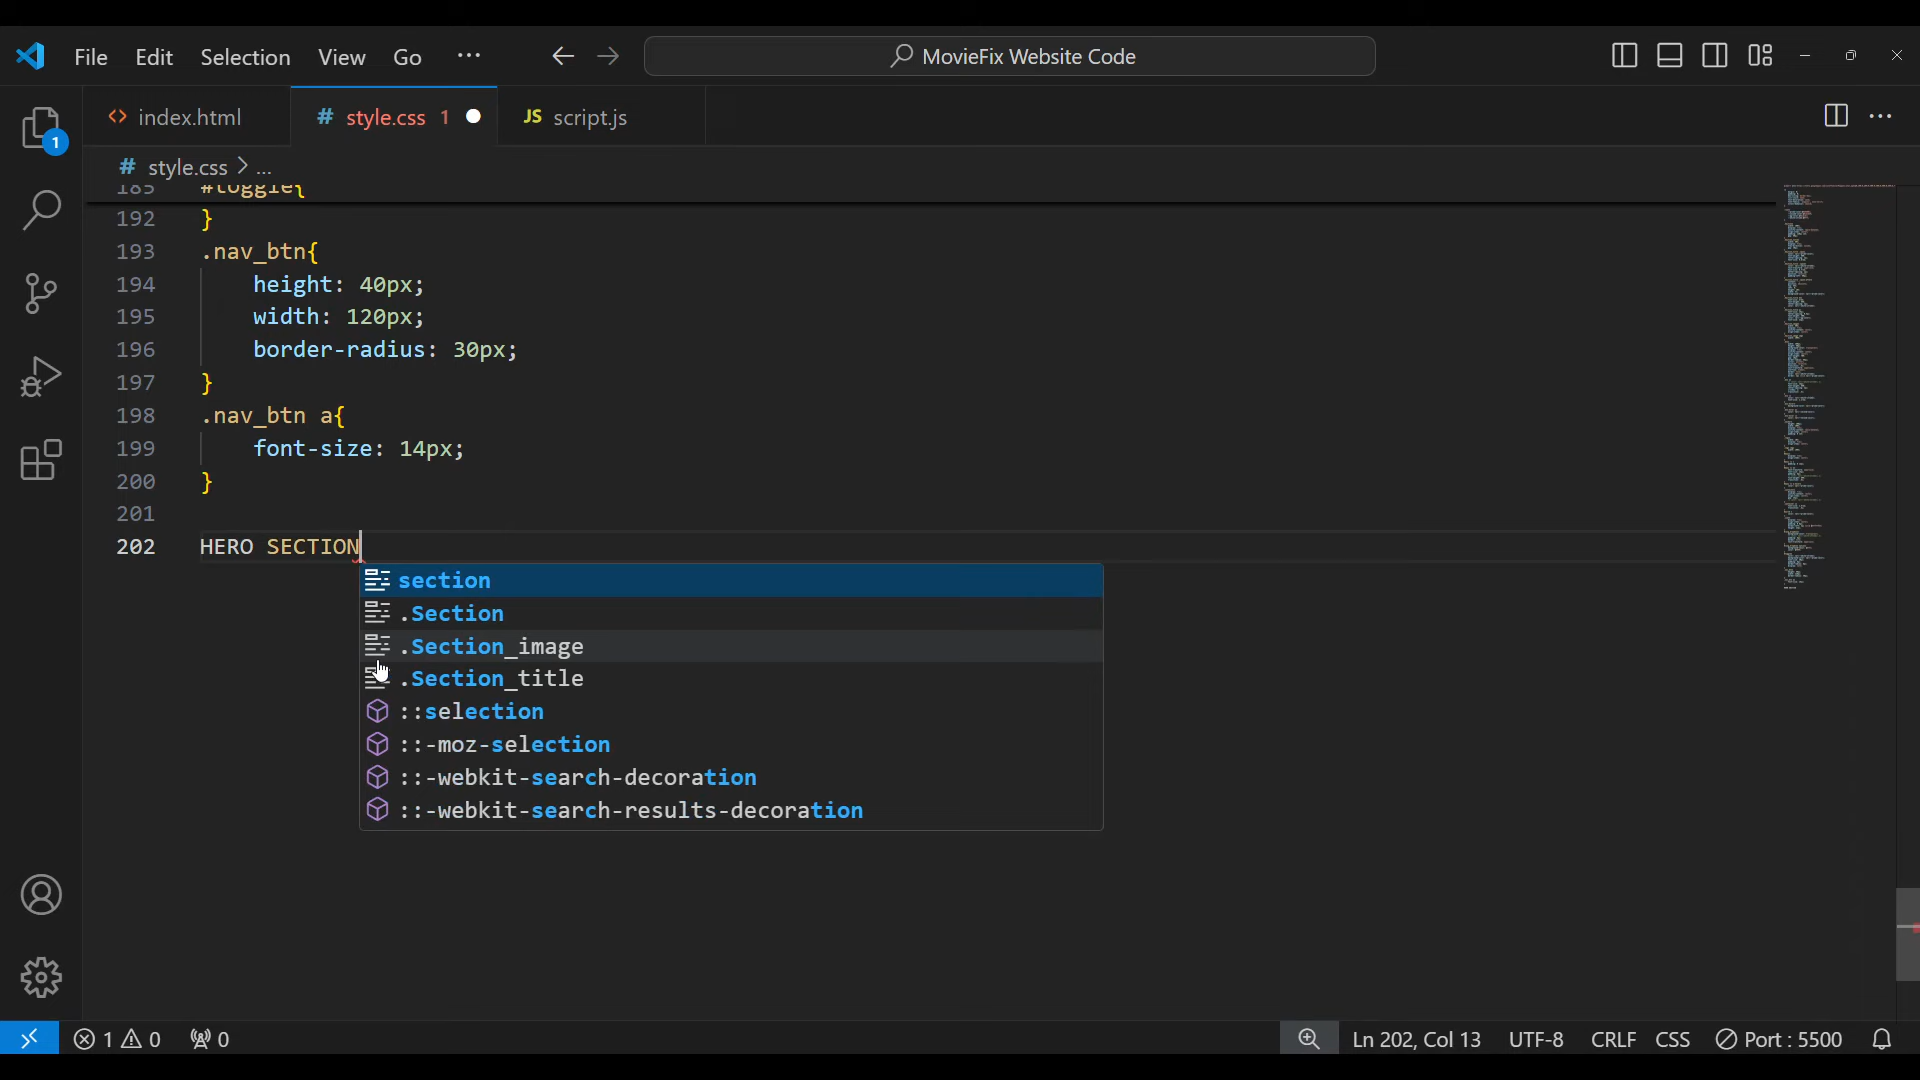 File Edit Selection View Go ··· MovieFix Website Code
1
<> index.html # style.css 1 JS script.js
# style.css > ...
185 #toggle{
192 }
193 .nav_btn{
194 height: 40px;
195 width: 120px;
196 border-radius: 30px;
197 }
198 .nav_btn a{
199 font-size: 14px;
200 }
201
202 HERO SECTION
section
.Section
.Section_image
.Section_title
::selection
::-moz-selection
::-webkit-search-decoration
::-webkit-search-results-decoration
1 0 0 Ln 202, Col 13 UTF-8 CRLF CSS Port : 5500